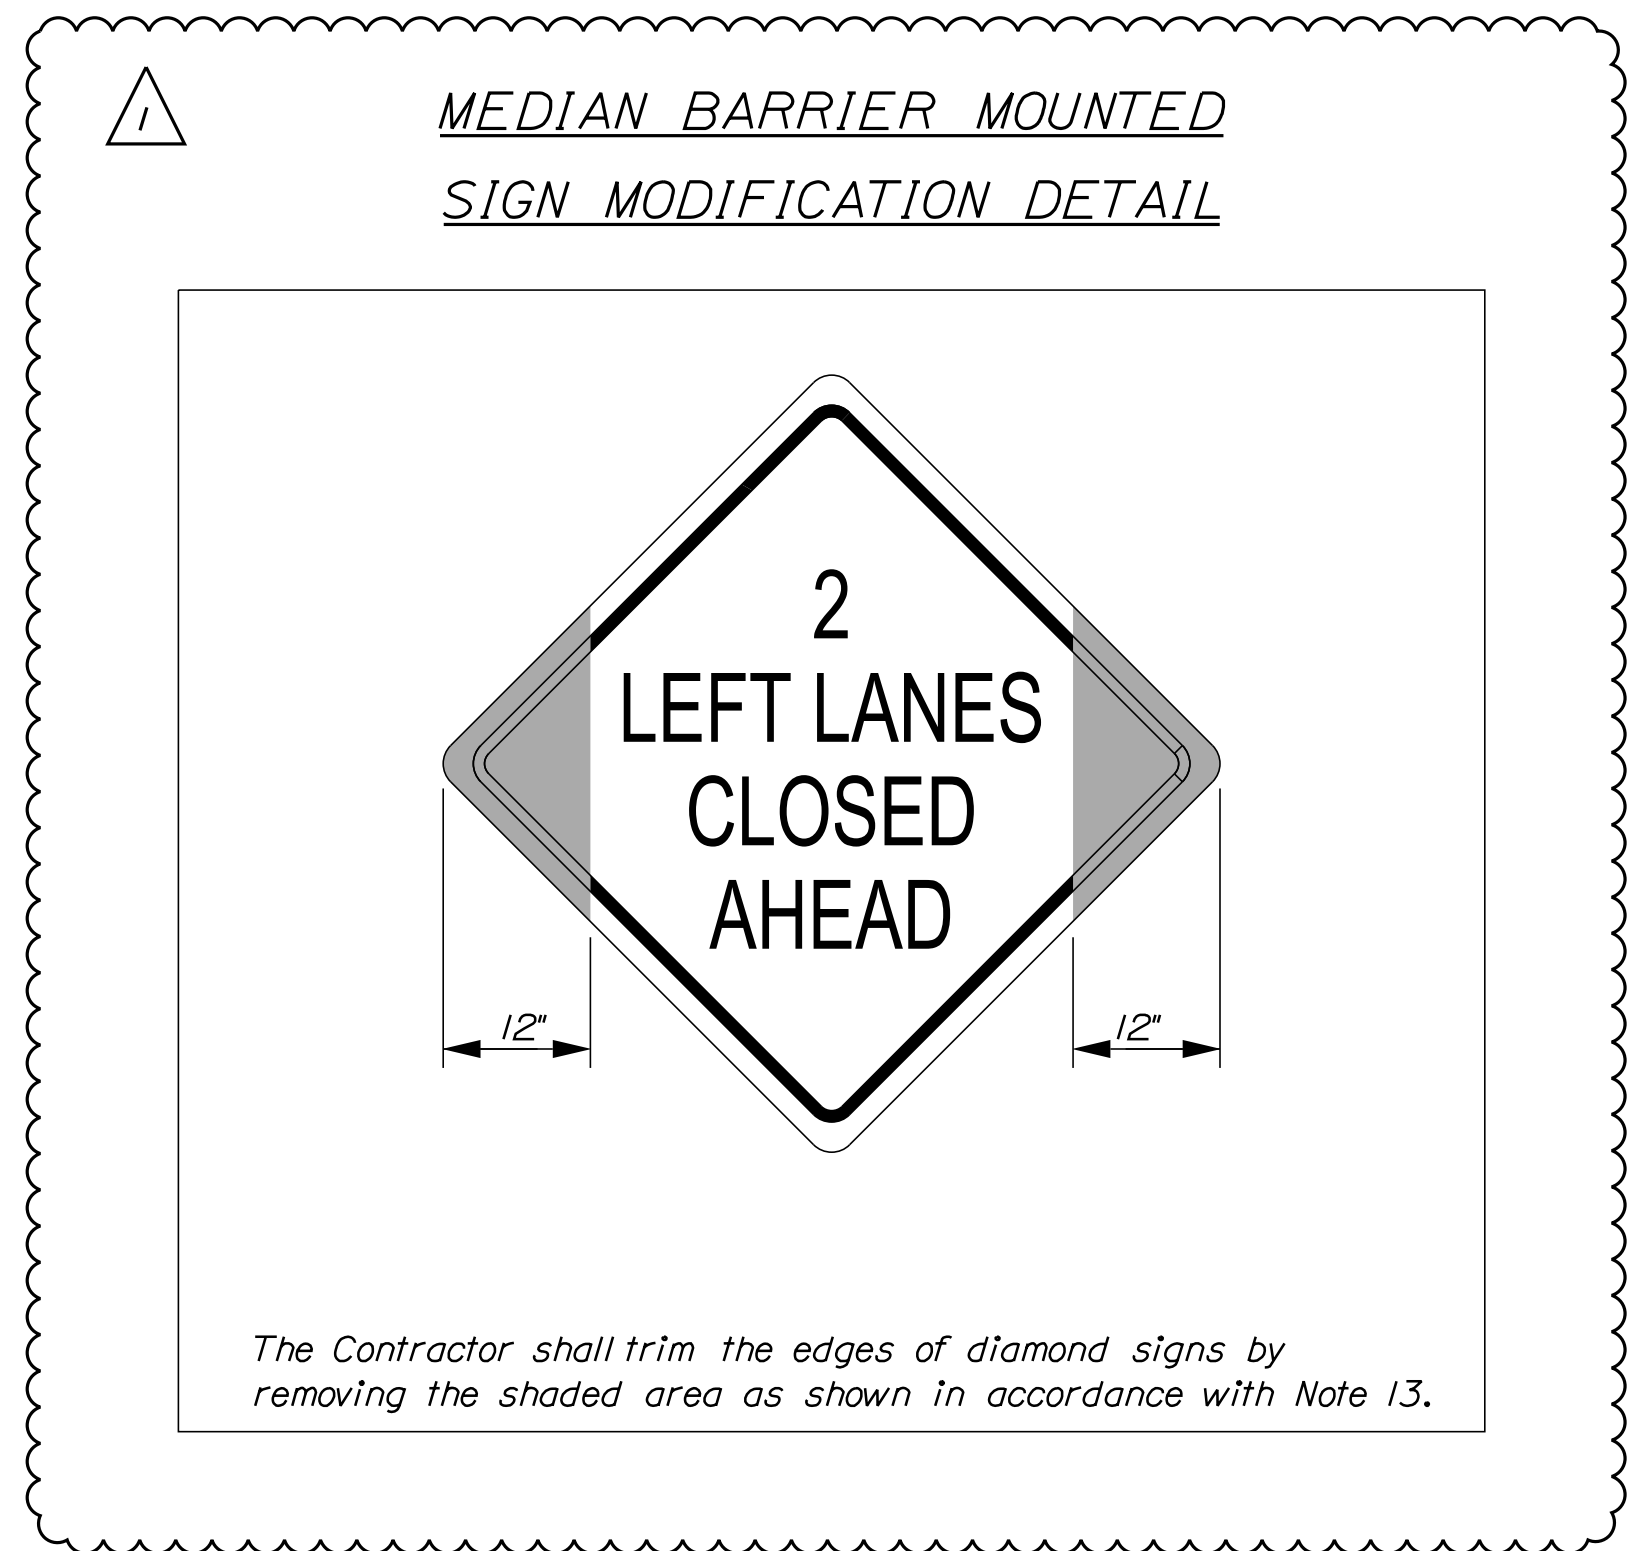 1
MEDIAN BARRIER MOUNTED
SIGN MODIFICATION DETAIL
2
LEFT LANES
CLOSED
AHEAD
12"
12"
The Contractor shall trim the edges of diamond signs by
removing the shaded area as shown in accordance with Note 13.